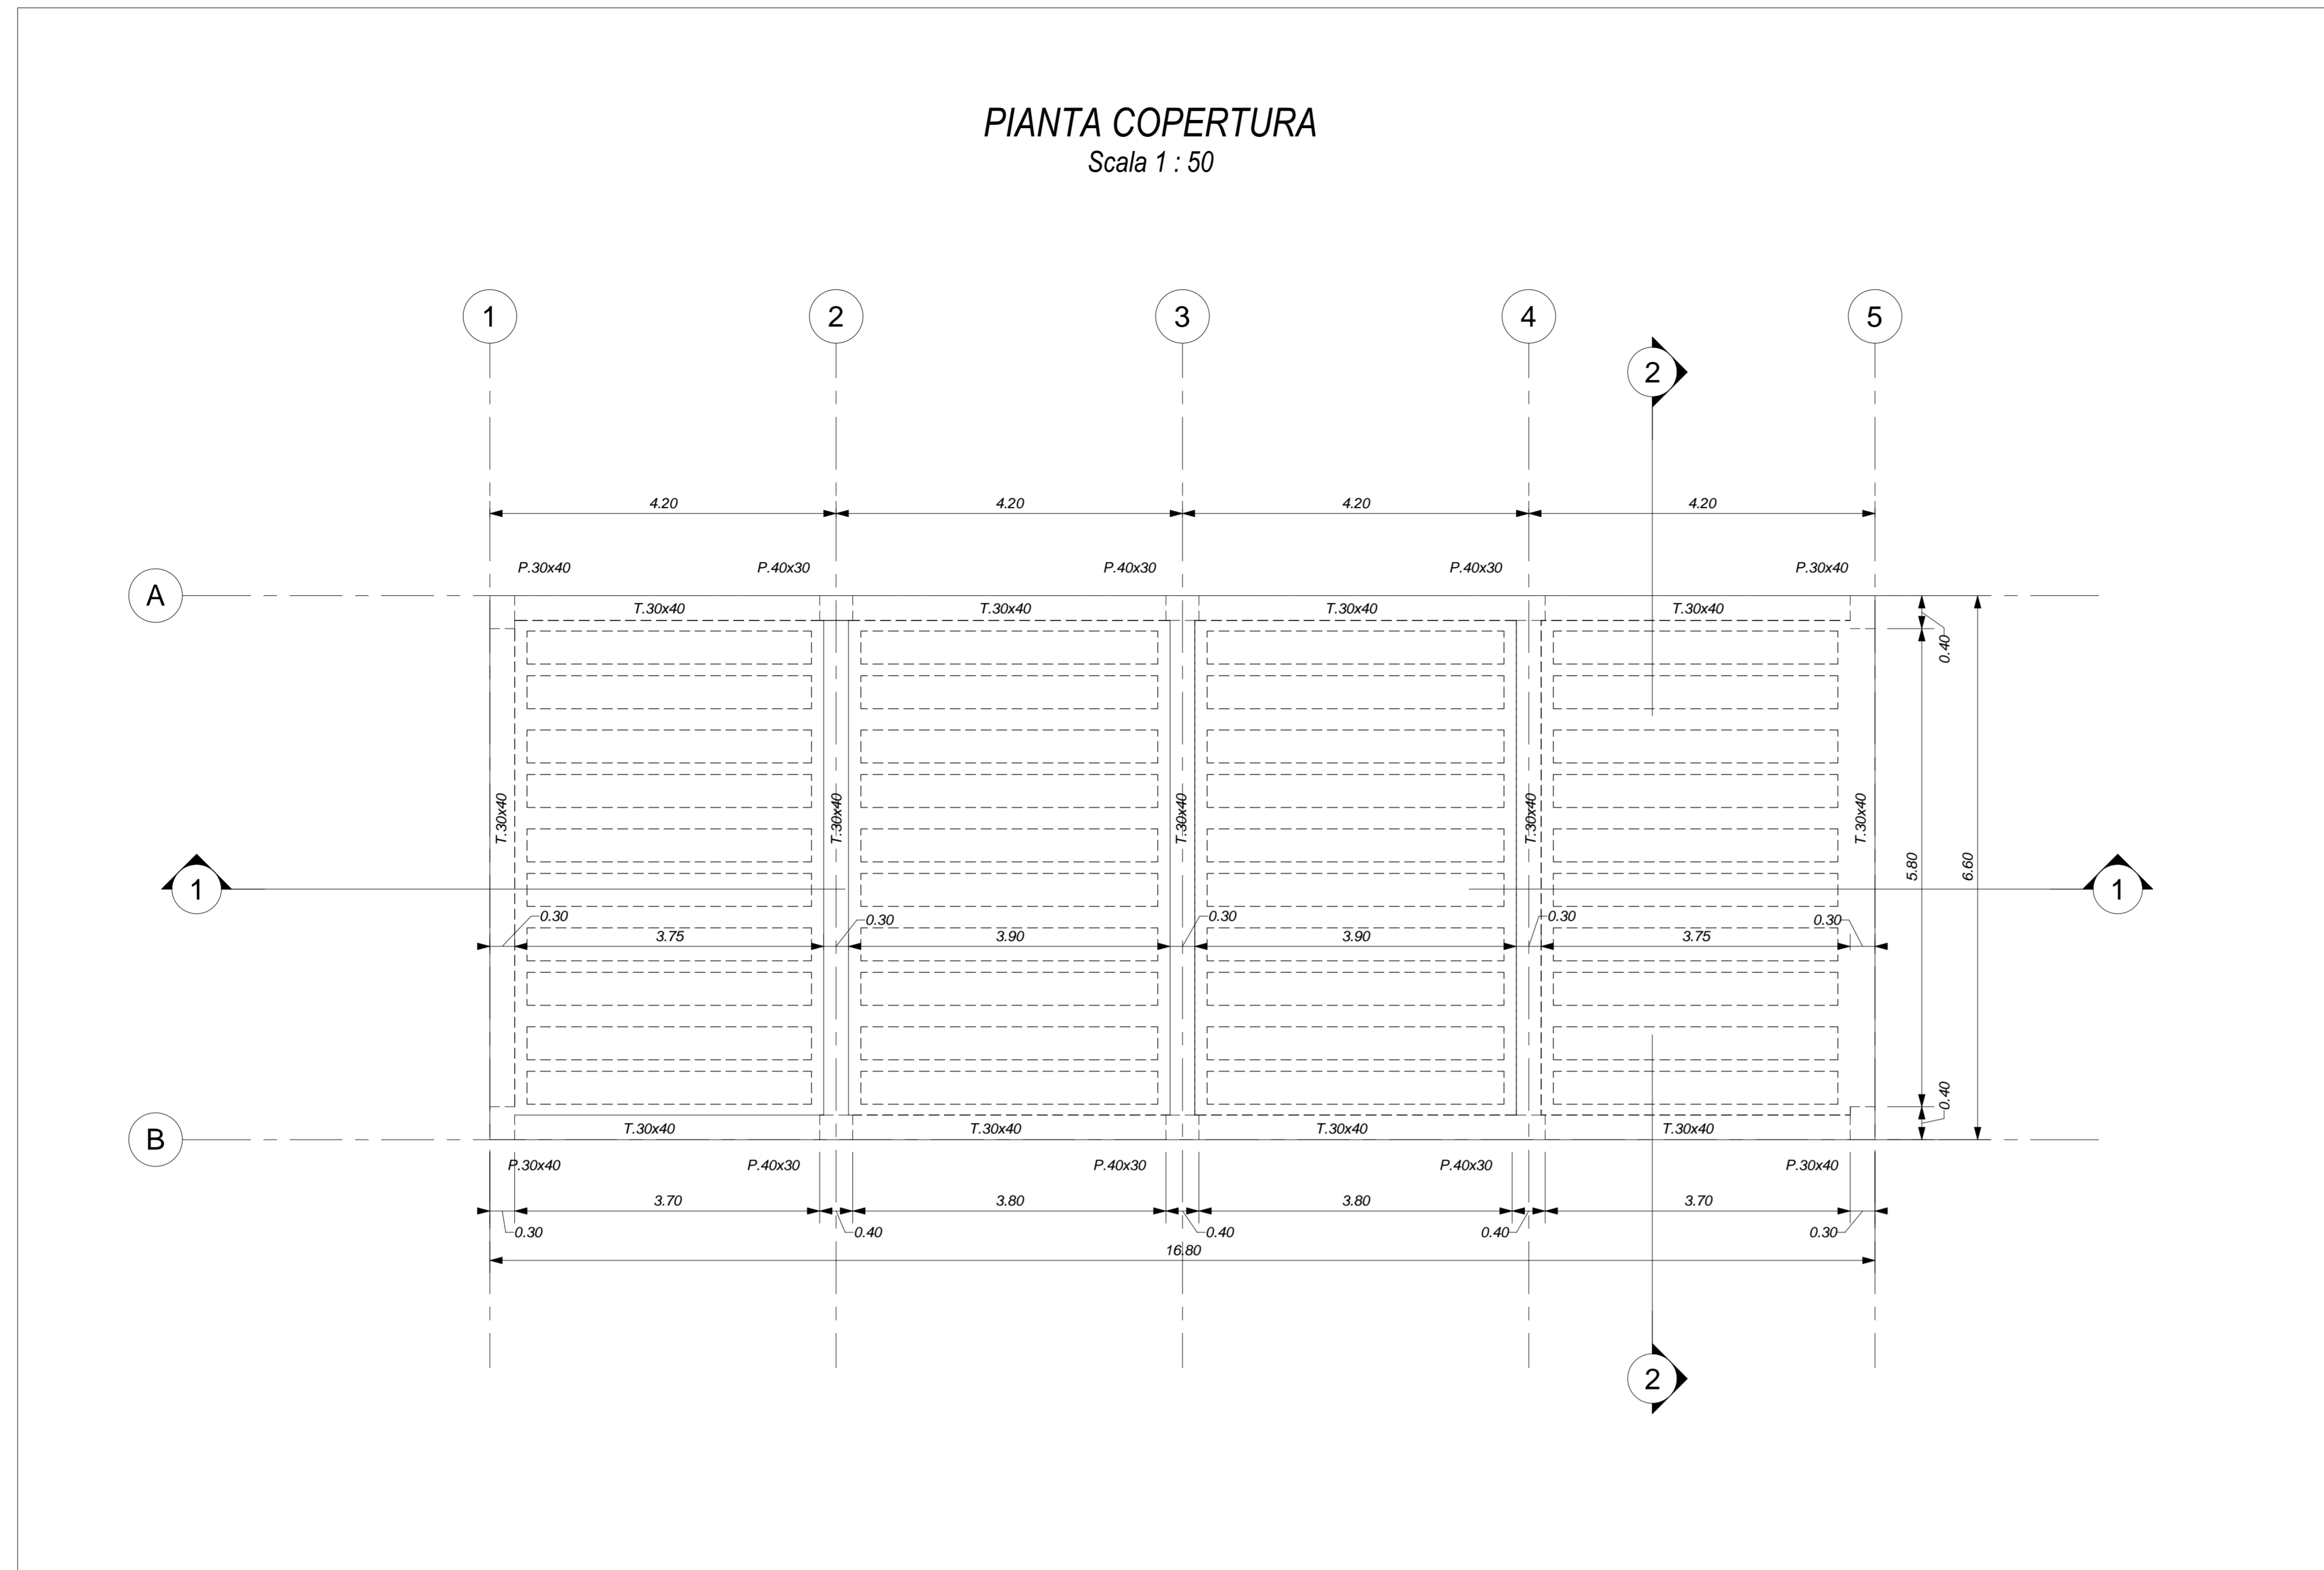 PIANTA COPERTURA
Scala 1 : 50
1 2 3 4 5
2
4.20 4.20 4.20 4.20
P.30x40 P.40x30 P.40x30 P.40x30 P.30x40
A
T.30x40 T.30x40 T.30x40 T.30x40
0.40
T.30x40 T.30x40 T.30x40 T.30x40 T.30x40
5.80 6.60
1 1
0.30 0.30 0.30 0.30 0.30
3.75 3.90 3.90 3.75
0.40
B
T.30x40 T.30x40 T.30x40 T.30x40
P.30x40 P.40x30 P.40x30 P.40x30 P.30x40
3.70 3.80 3.80 3.70
0.30 0.40 0.40 0.40 0.30
16.80
2